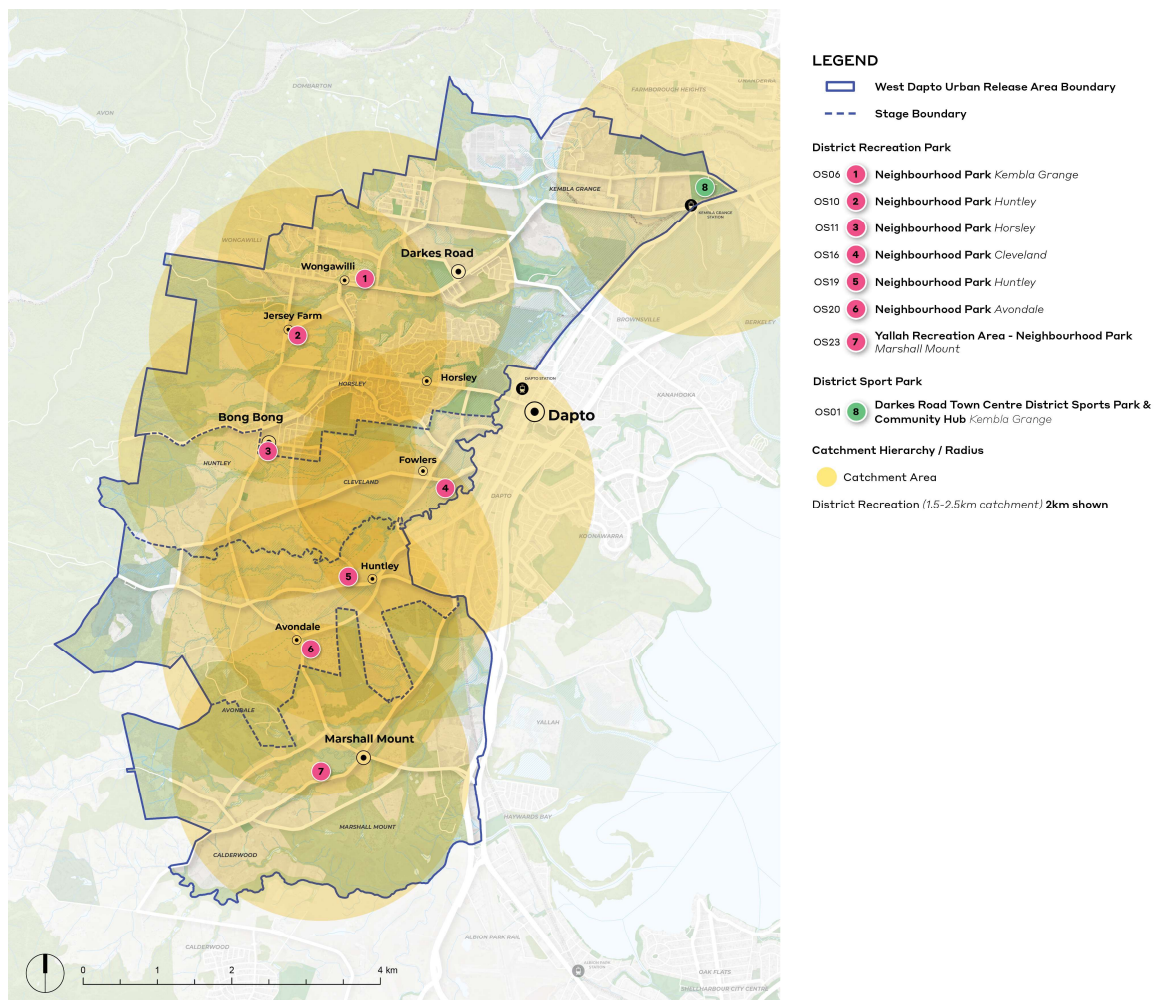 DOMBARTON
AVON
FARMBOROUGH HEIGHTS
UNANDERRA
KEMBLA GRANGE
8
KEMBLA GRANGE
STATION
WONGAWILLI
Darkes Road
Wongawilli
1
Jersey Farm
2
BROWNSVILLE
BERKELEY
HORSLEY
Horsley
DAPTO STATION
KANAHOOKA
Dapto
Bong Bong
3
HUNTLEY
Fowlers
CLEVELAND
4
DAPTO
KOONAWARRA
5
Huntley
Avondale
6
AVONDALE
YALLAH
Marshall Mount
7
HAYWARDS BAY
MARSHALL MOUNT
CALDERWOOD
CALDERWOOD
ALBION PARK RAIL
ALBION PARK
STATION
OAK FLATS
SHELLHARBOUR CITY CENTRE
0 1 2 4 km
LEGEND
West Dapto Urban Release Area Boundary
Stage Boundary
District Recreation Park
OS06 1 Neighbourhood Park Kembla Grange
OS10 2 Neighbourhood Park Huntley
OS11 3 Neighbourhood Park Horsley
OS16 4 Neighbourhood Park Cleveland
OS19 5 Neighbourhood Park Huntley
OS20 6 Neighbourhood Park Avondale
OS23 7 Yallah Recreation Area - Neighbourhood Park
Marshall Mount
District Sport Park
OS01 8 Darkes Road Town Centre District Sports Park &
Community Hub Kembla Grange
Catchment Hierarchy / Radius
Catchment Area
District Recreation (1.5-2.5km catchment) 2km shown